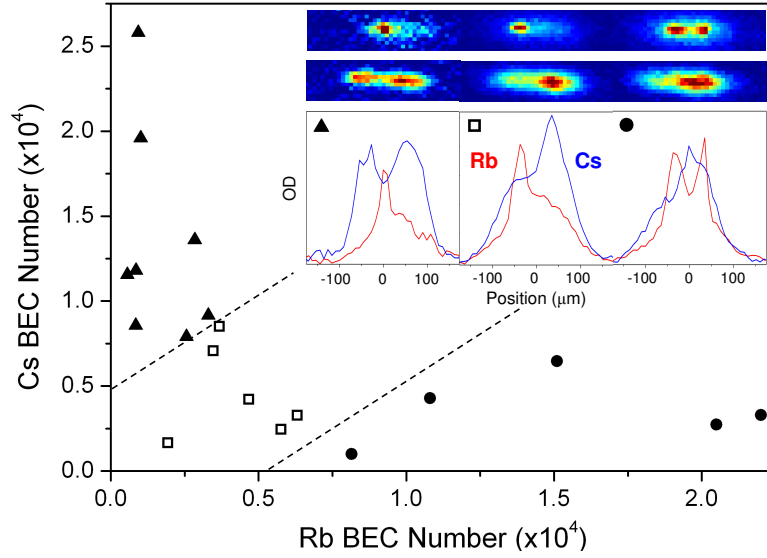 2.5
2.0
1.5
1.0
0.5
0.0
Cs BEC Number (x10⁴)
OD
Rb
Cs
-100 0 100
-100 0 100
-100 0 100
Position (μm)
0.0 0.5 1.0 1.5 2.0
Rb BEC Number (x10⁴)